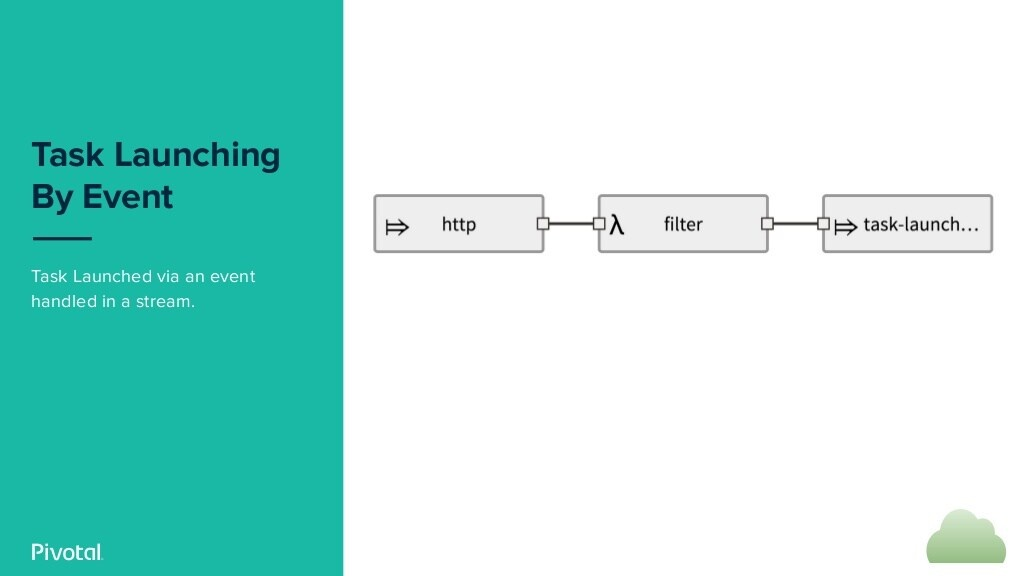 Task Launching
By Event
Task Launched via an event
handled in a stream.
http
λ filter
task-launch…
Pivotal